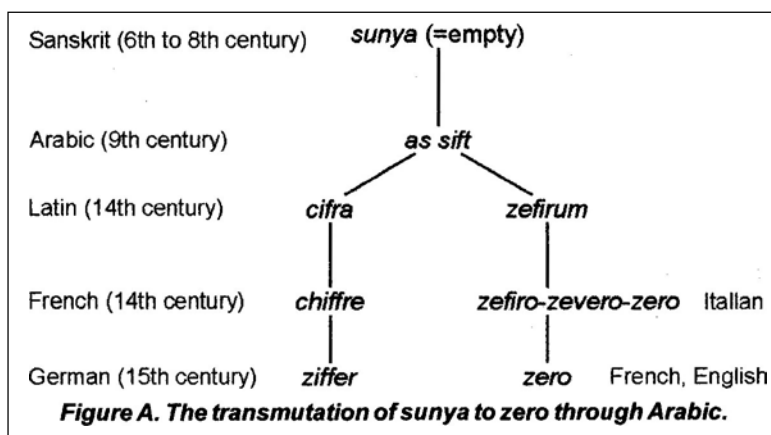 Sanskrit (6th to 8th century) sunya (=empty)
Arabic (9th century) as sift
Latin (14th century) cifra zefirum
French (14th century) chiffre zefiro-zevero-zero Italian
German (15th century) ziffer zero French, English
Figure A. The transmutation of sunya to zero through Arabic.